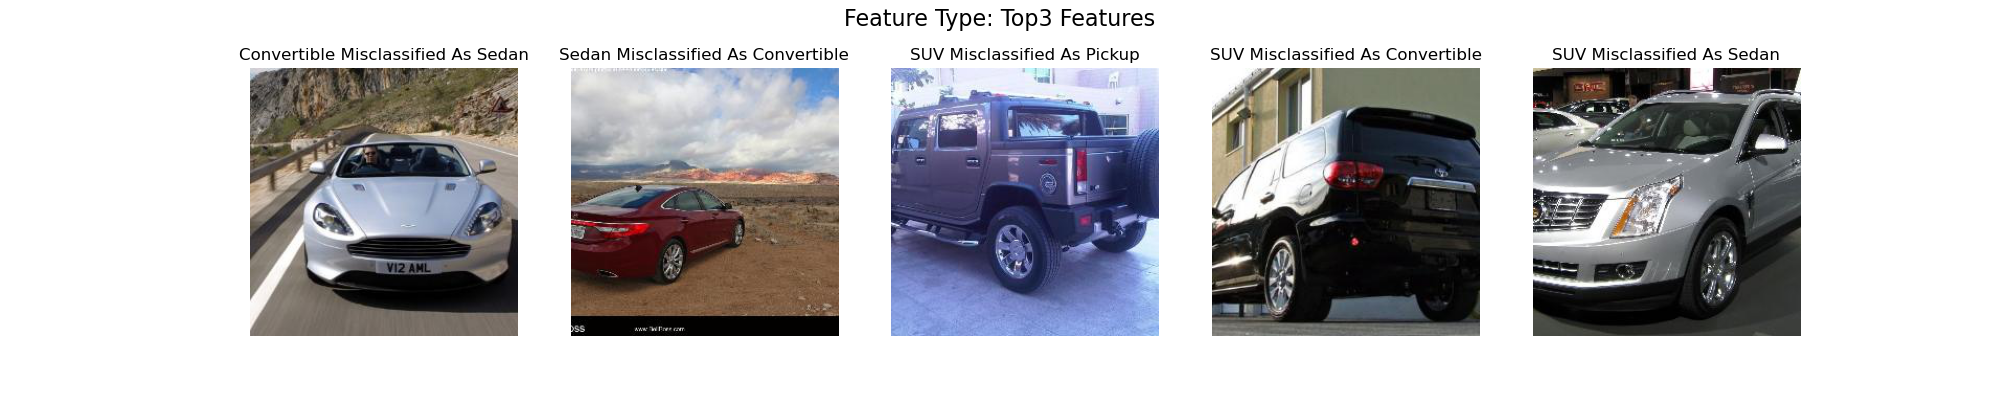 Feature Type: Top3 Features
Convertible Misclassified As Sedan
Sedan Misclassified As Convertible
SUV Misclassified As Pickup
SUV Misclassified As Convertible
SUV Misclassified As Sedan
V12 AML